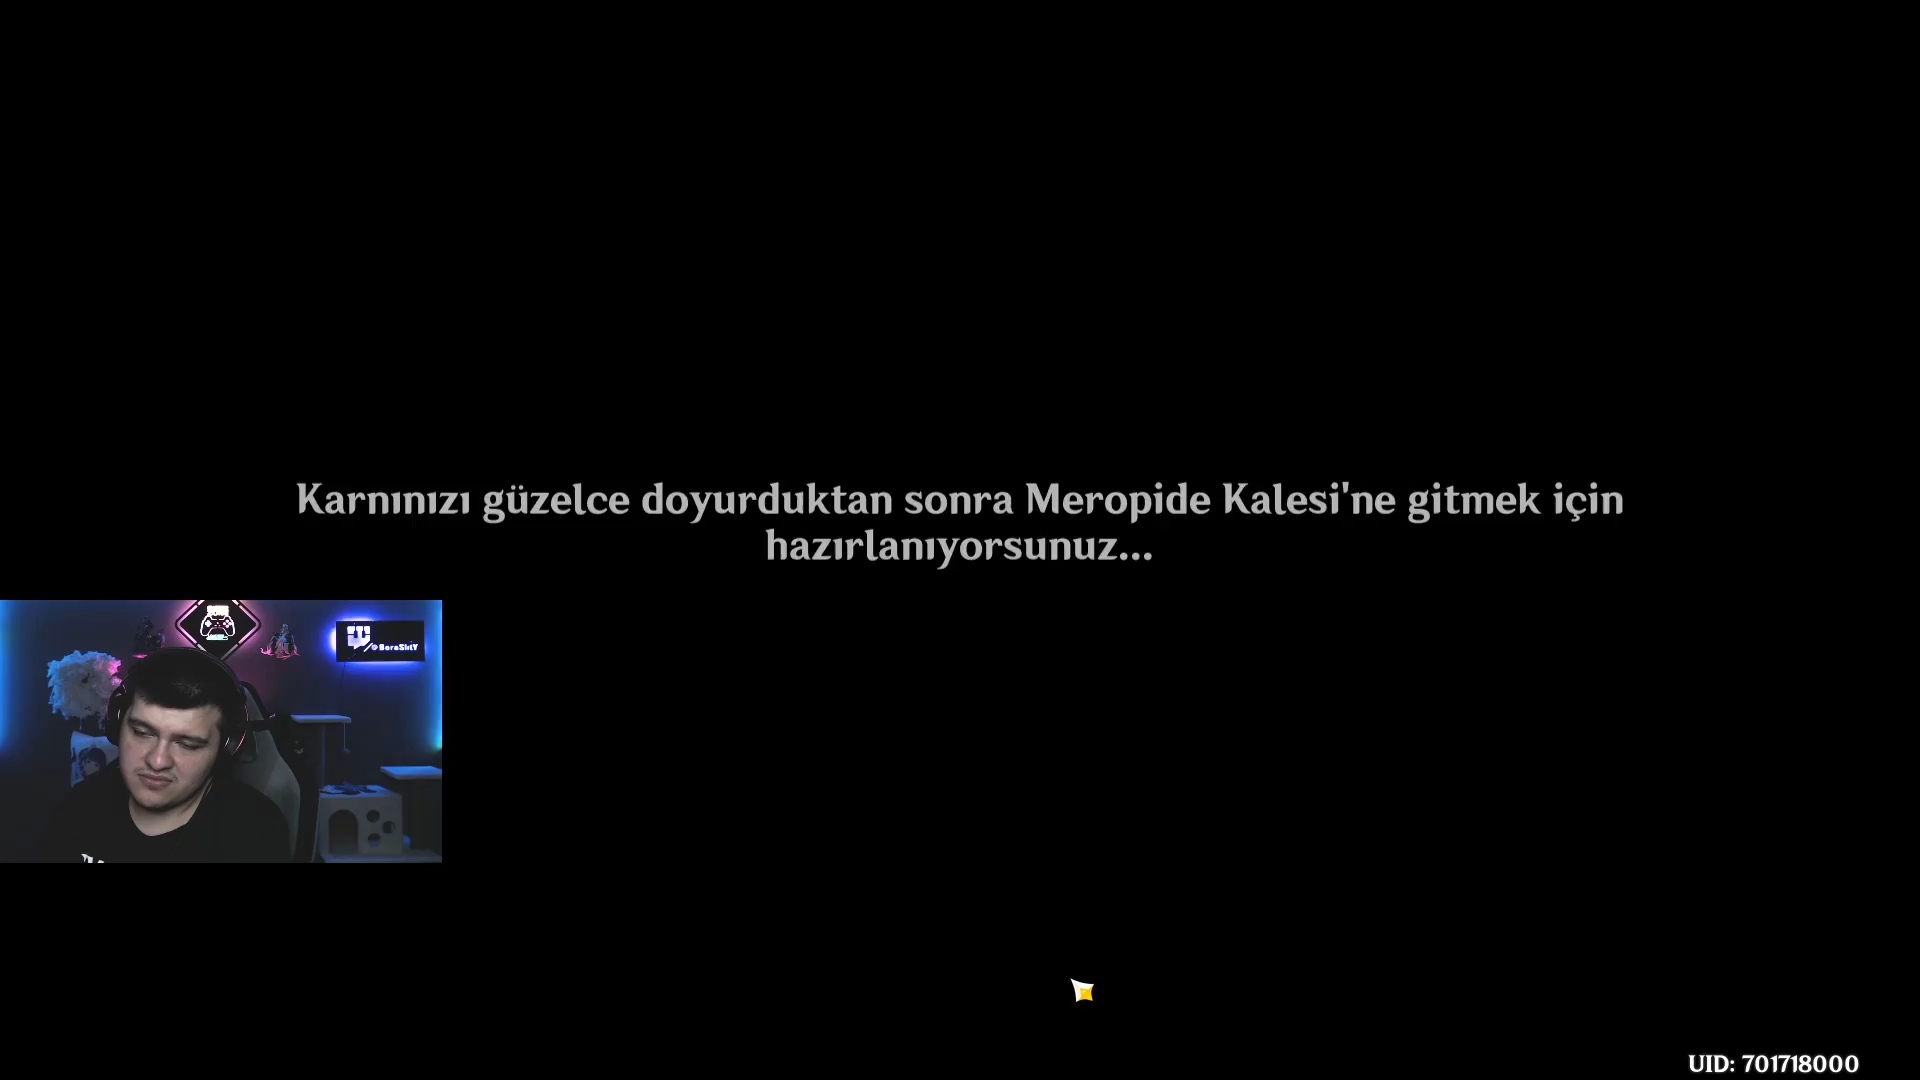 Karnınızı güzelce doyurduktan sonra Meropide Kalesi'ne gitmek için
hazırlanıyorsunuz...
UID: 701718000